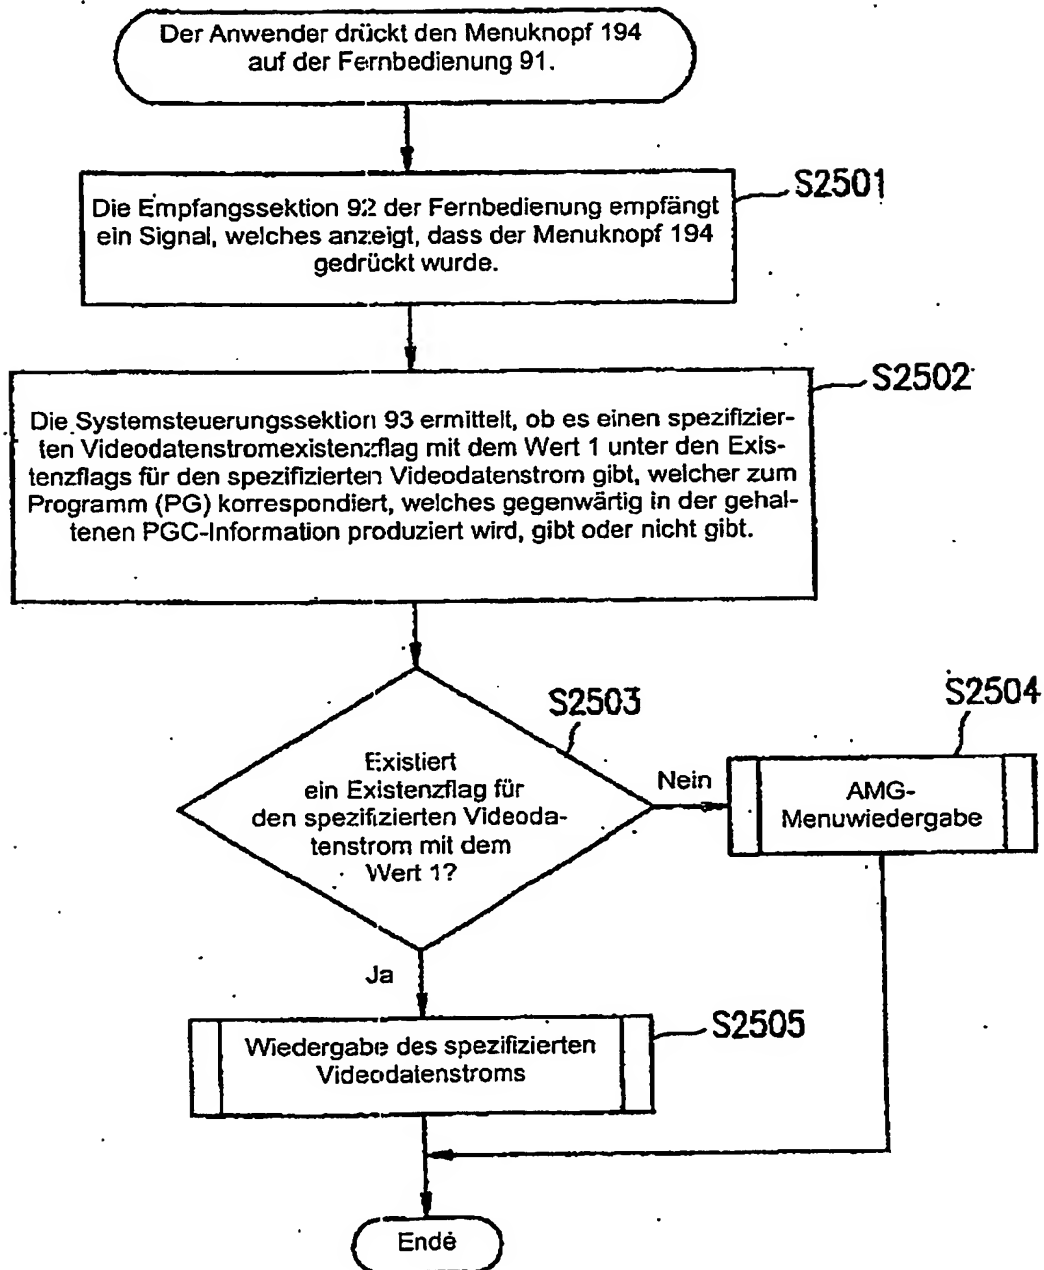 Der Anwender drückt den Menuknopf 194
auf der Fernbedienung 91.
S2501
Die Empfangssektion 92 der Fernbedienung empfängt
ein Signal, welches anzeigt, dass der Menuknopf 194
gedrückt wurde.
S2502
Die Systemsteuerungssektion 93 ermittelt, ob es einen spezifizier-
ten Videodatenstromexistenzflag mit dem Wert 1 unter den Exis-
tenzflags für den spezifizierten Videodatenstrom gibt, welcher zum
Programm (PG) korrespondiert, welches gegenwärtig in der gehal-
tenen PGC-Information produziert wird, gibt oder nicht gibt.
S2503
Existiert
ein Existenzflag für
den spezifizierten Videoda-
tenstrom mit dem
Wert 1?
Nein
S2504
AMG-
Menuwiedergabe
Ja
S2505
Wiedergabe des spezifizierten
Videodatenstroms
Ende